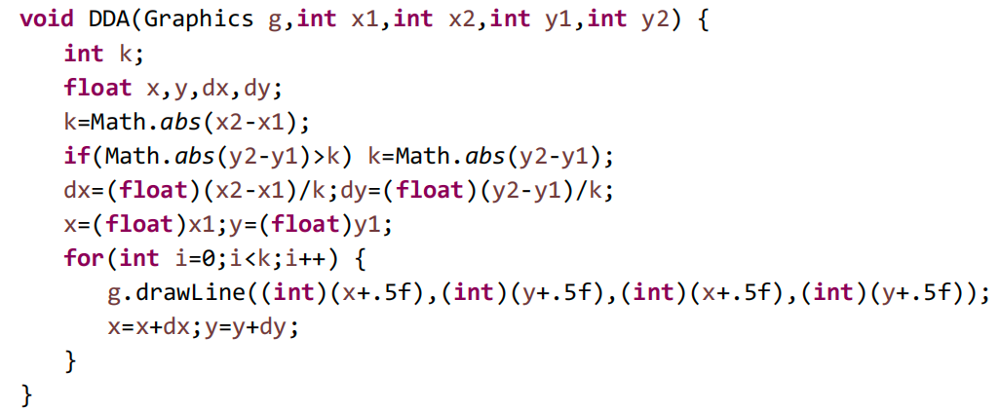 void DDA(Graphics g,int x1,int x2,int y1,int y2) {
int k;
float x,y,dx,dy;
k=Math.abs(x2-x1);
if(Math.abs(y2-y1)>k) k=Math.abs(y2-y1);
dx=(float)(x2-x1)/k;dy=(float)(y2-y1)/k;
x=(float)x1;y=(float)y1;
for(int i=0;i<k;i++) {
g.drawLine((int)(x+.5f),(int)(y+.5f),(int)(x+.5f),(int)(y+.5f));
x=x+dx;y=y+dy;
}
}